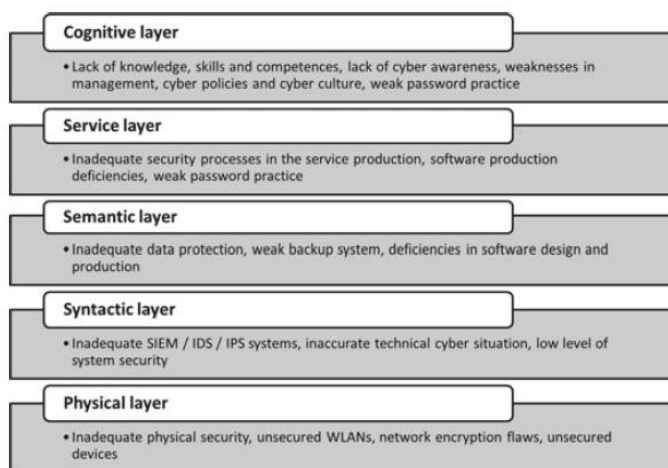 Cognitive layer
• Lack of knowledge, skills and competences, lack of cyber awareness, weaknesses in
management, cyber policies and cyber culture, weak password practice
Service layer
• Inadequate security processes in the service production, software production
deficiencies, weak password practice
Semantic layer
• Inadequate data protection, weak backup system, deficiencies in software design and
production
Syntactic layer
• Inadequate SIEM / IDS / IPS systems, inaccurate technical cyber situation, low level of
system security
Physical layer
• Inadequate physical security, unsecured WLANs, network encryption flaws, unsecured
devices